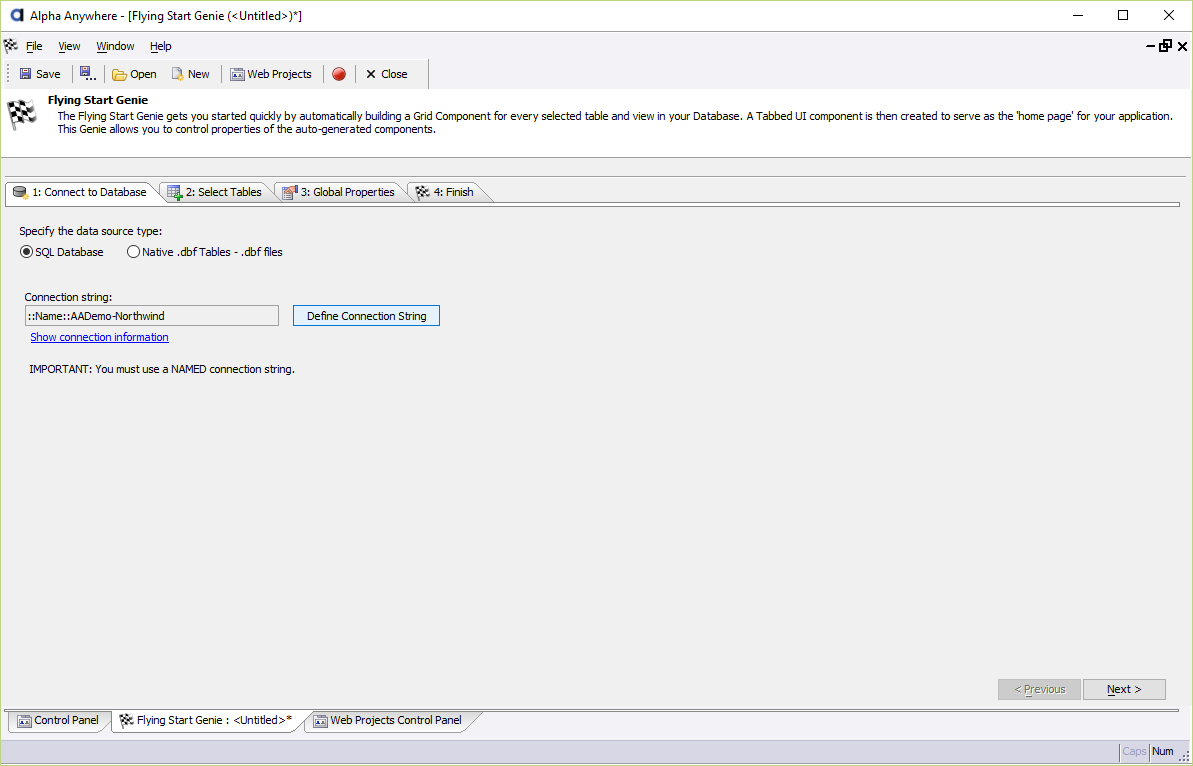 Alpha Anywhere - [Flying Start Genie (<Untitled>)*]
File View Window Help
Save ... Open New Web Projects Close
Flying Start Genie
The Flying Start Genie gets you started quickly by automatically building a Grid Component for every selected table and view in your Database. A Tabbed UI component is then created to serve as the 'home page' for your application.
This Genie allows you to control properties of the auto-generated components.
1: Connect to Database 2: Select Tables 3: Global Properties 4: Finish
Specify the data source type:
SQL Database Native .dbf Tables - .dbf files
Connection string:
::Name::AADemo-Northwind Define Connection String
Show connection information
IMPORTANT: You must use a NAMED connection string.
< Previous Next >
Control Panel Flying Start Genie : <Untitled>* Web Projects Control Panel
Caps Num